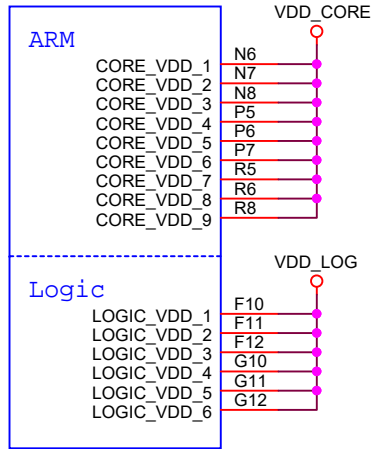 VDD_CORE
ARM
CORE_VDD_1 N6
CORE_VDD_2 N7
CORE_VDD_3 N8
CORE_VDD_4 P5
CORE_VDD_5 P6
CORE_VDD_6 P7
CORE_VDD_7 R5
CORE_VDD_8 R6
CORE_VDD_9 R8
VDD_LOG
Logic
LOGIC_VDD_1 F10
LOGIC_VDD_2 F11
LOGIC_VDD_3 F12
LOGIC_VDD_4 G10
LOGIC_VDD_5 G11
LOGIC_VDD_6 G12